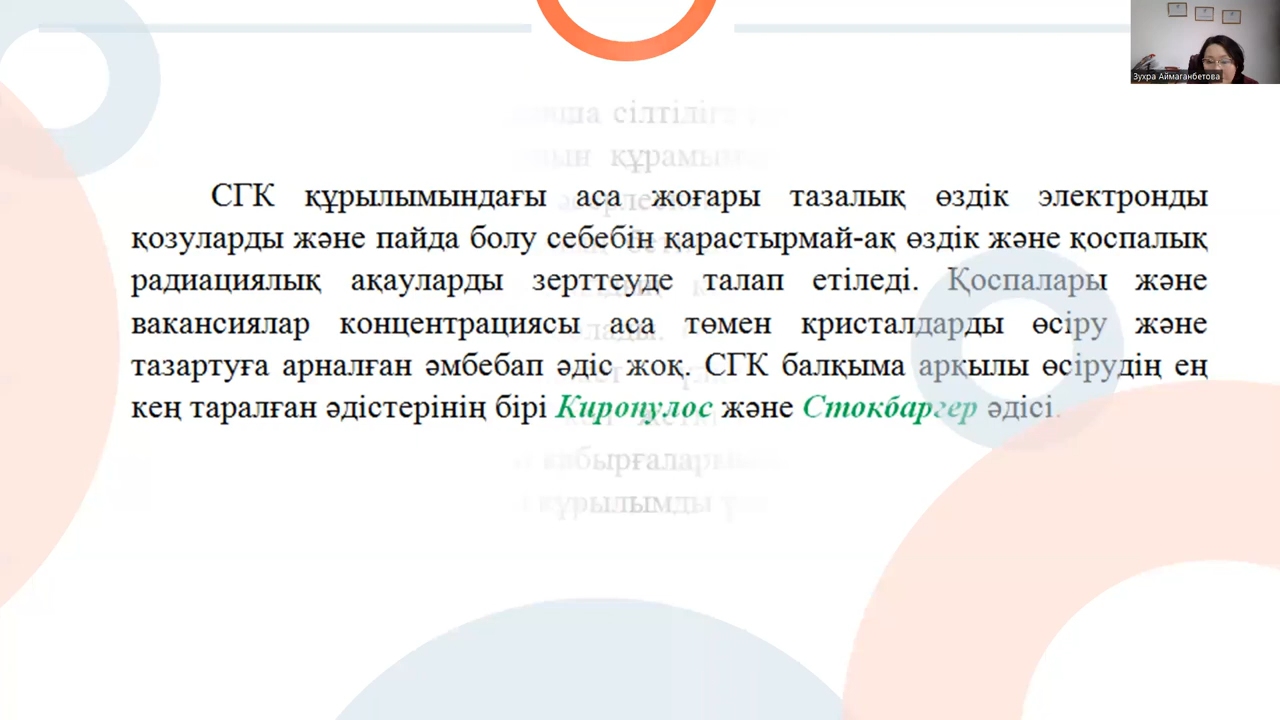 Зухра Аймаганбетова
СГК құрылымындағы аса жоғары тазалық өздік электронды
қозуларды және пайда болу себебін қарастырмай-ақ өздік және қоспалық
радиациялық ақауларды зерттеуде талап етіледі. Қоспалары және
вакансиялар концентрациясы аса төмен кристалдарды өсіру және
тазартуға арналған әмбебап әдіс жоқ. СГК балқыма арқылы өсірудің ең
кең таралған әдістерінің бірі Киропулос және Стокбаргер әдісі.